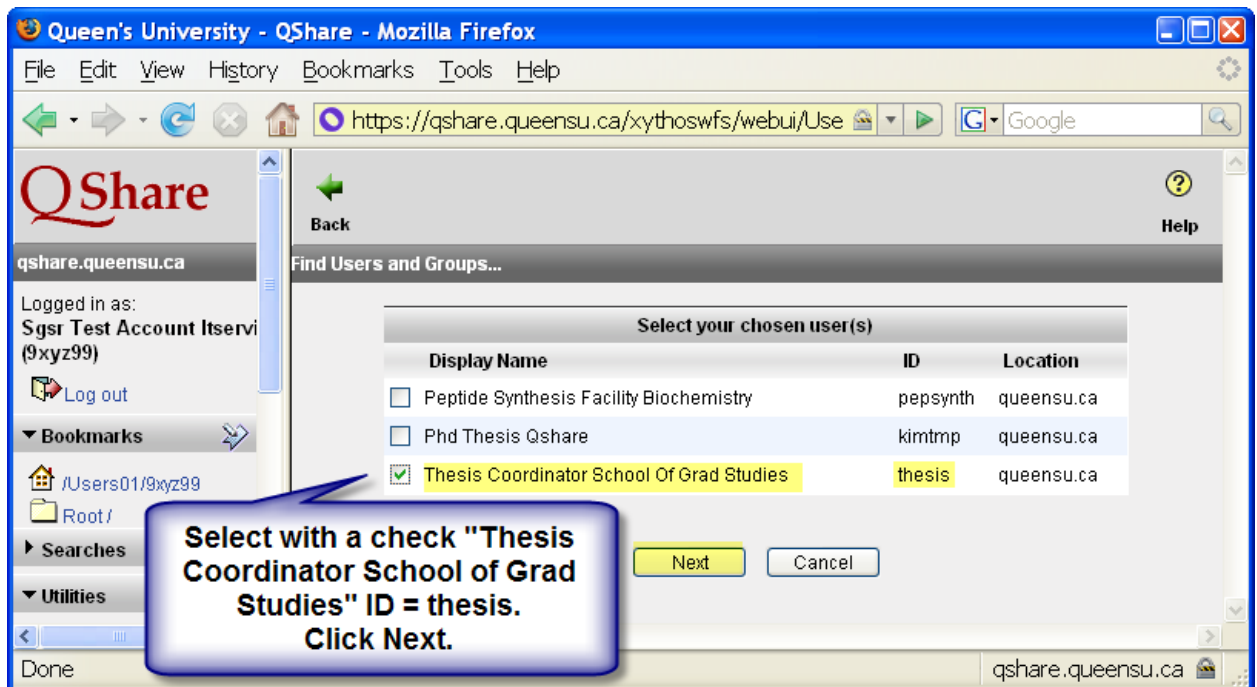 Queen's University - QShare - Mozilla Firefox
File Edit View History Bookmarks Tools Help
https://qshare.queensu.ca/xythoswfs/webui/Use
G Google
QShare
Back
Help
qshare.queensu.ca
Find Users and Groups...
Logged in as:
Sgsr Test Account Itservi
(9xyz99)
Log out
Bookmarks
/Users01/9xyz99
Root /
Searches
Utilities
Select your chosen user(s)
Display Name ID Location
Peptide Synthesis Facility Biochemistry pepsynth queensu.ca
Phd Thesis Qshare kimtmp queensu.ca
Thesis Coordinator School Of Grad Studies thesis queensu.ca
Next Cancel
Select with a check "Thesis
Coordinator School of Grad
Studies" ID = thesis.
Click Next.
Done
qshare.queensu.ca